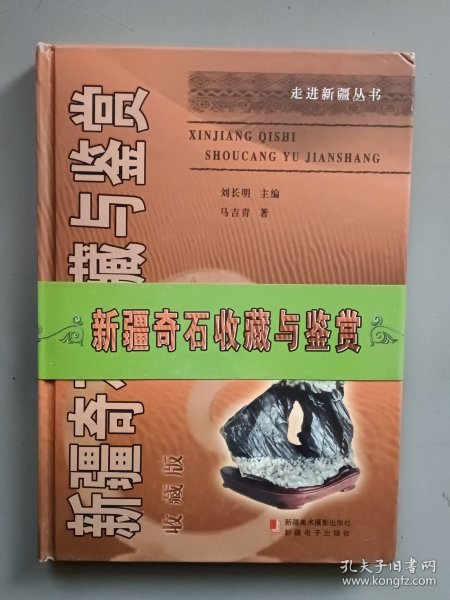 走进新疆丛书
XINJIANG QISHI
SHOUCANG YU JIANSHANG
刘长明 主编
马吉青 著
新疆奇石收藏与鉴赏
新疆奇
藏与鉴赏
收藏版
新疆美术摄影出版社
新疆电子出版社
孔夫子旧书网
www.kongfz.com